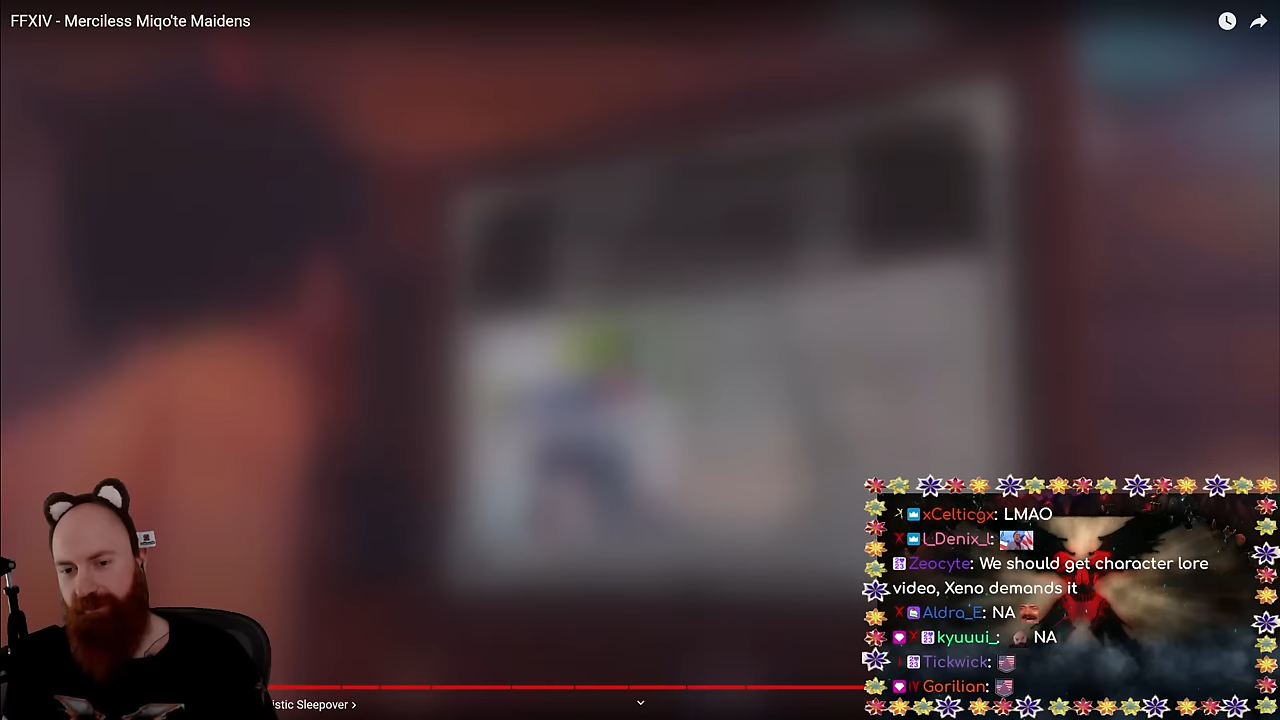 FFXIV - Merciless Miqo'te Maidens
xCelticgx: LMAO
l_Denix_l:
Zeocyte: We should get character lore
video, Xeno demands it
Aldra_E: NA
kyuuui_: NA
Tickwick:
Gorilian:
istic Sleepover ›